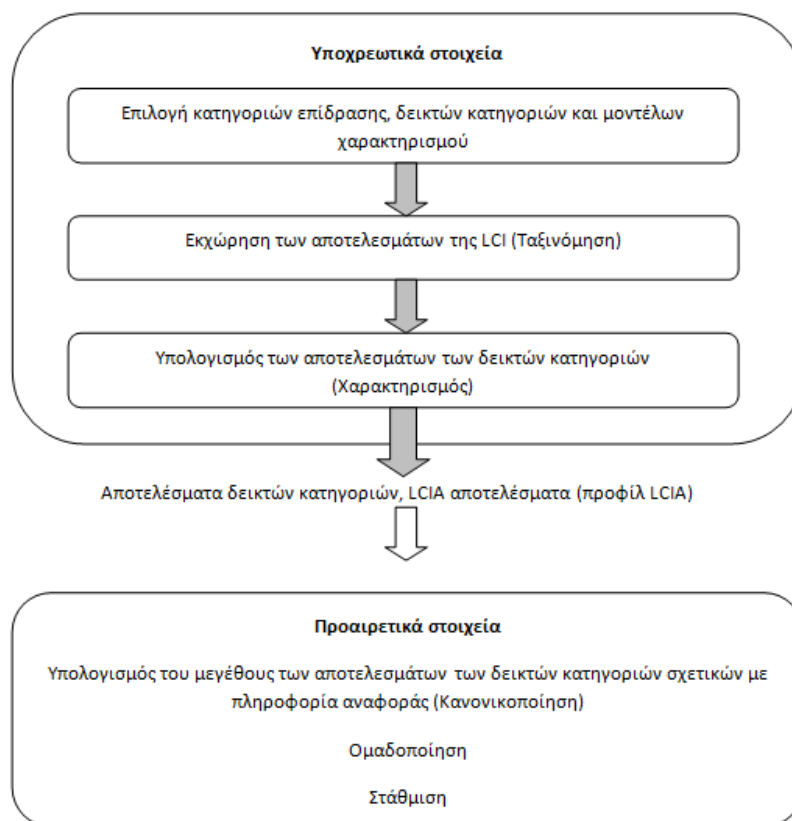 Υποχρεωτικά στοιχεία
Επιλογή κατηγοριών επίδρασης, δεικτών κατηγοριών και μοντέλων
χαρακτηρισμού
Εκχώρηση των αποτελεσμάτων της LCI (Ταξινόμηση)
Υπολογισμός των αποτελεσμάτων των δεικτών κατηγοριών
(Χαρακτηρισμός)
Αποτελέσματα δεικτών κατηγοριών, LCIA αποτελέσματα (προφίλ LCIA)
Προαιρετικά στοιχεία
Υπολογισμός του μεγέθους των αποτελεσμάτων των δεικτών κατηγοριών σχετικών με
πληροφορία αναφοράς (Κανονικοποίηση)
Ομαδοποίηση
Στάθμιση